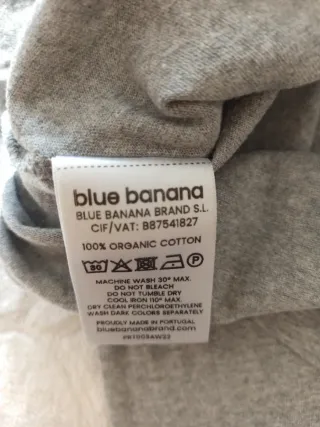 blue banana
BLUE BANANA BRAND S.L.
CIF/VAT: B87541827
100% ORGANIC COTTON
30 P
MACHINE WASH 30º MAX.
DO NOT BLEACH
DO NOT TUMBLE DRY
COOL IRON 110º MAX.
DRY CLEAN PERCHLOROETHYLENE
WASH DARK COLORS SEPARATELY
PROUDLY MADE IN PORTUGAL
bluebananabrand.com